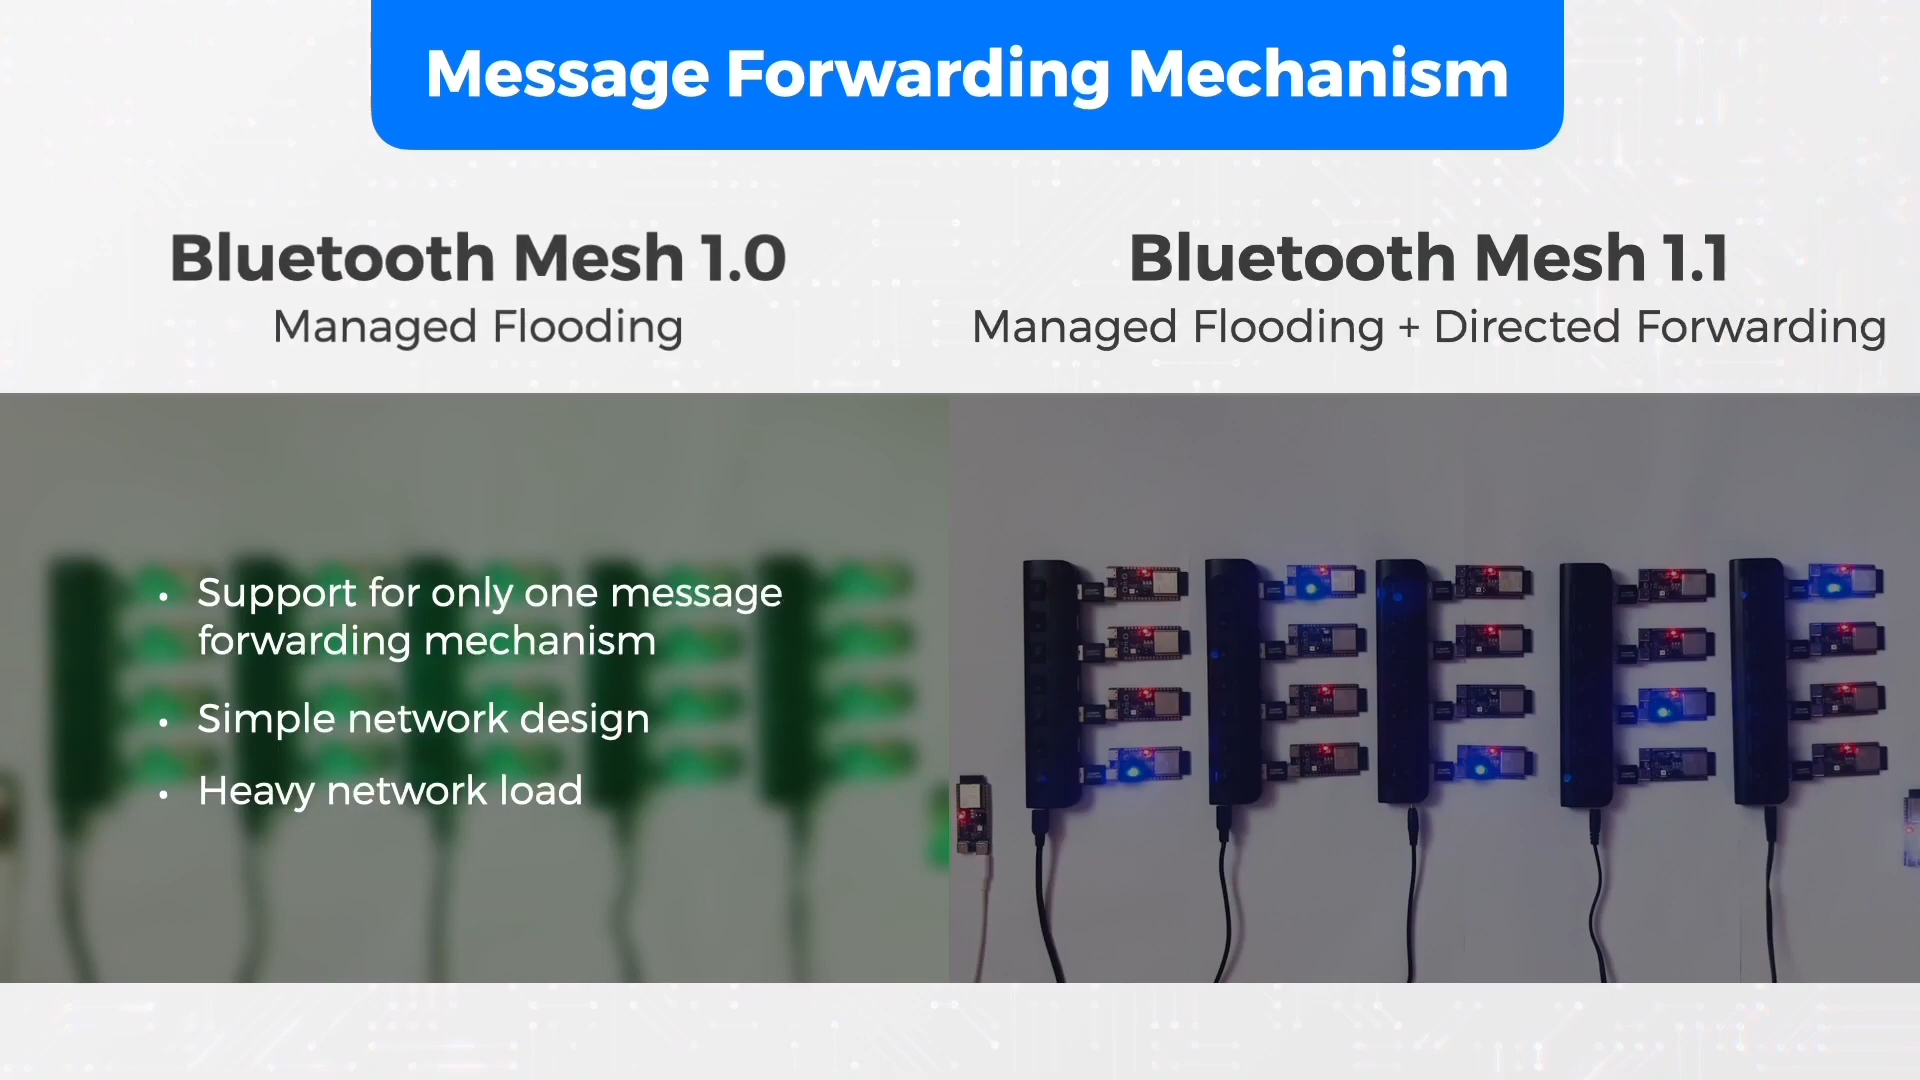 Message Forwarding Mechanism
Bluetooth Mesh 1.0
Managed Flooding
Bluetooth Mesh 1.1
Managed Flooding + Directed Forwarding
• Support for only one message
forwarding mechanism
• Simple network design
• Heavy network load